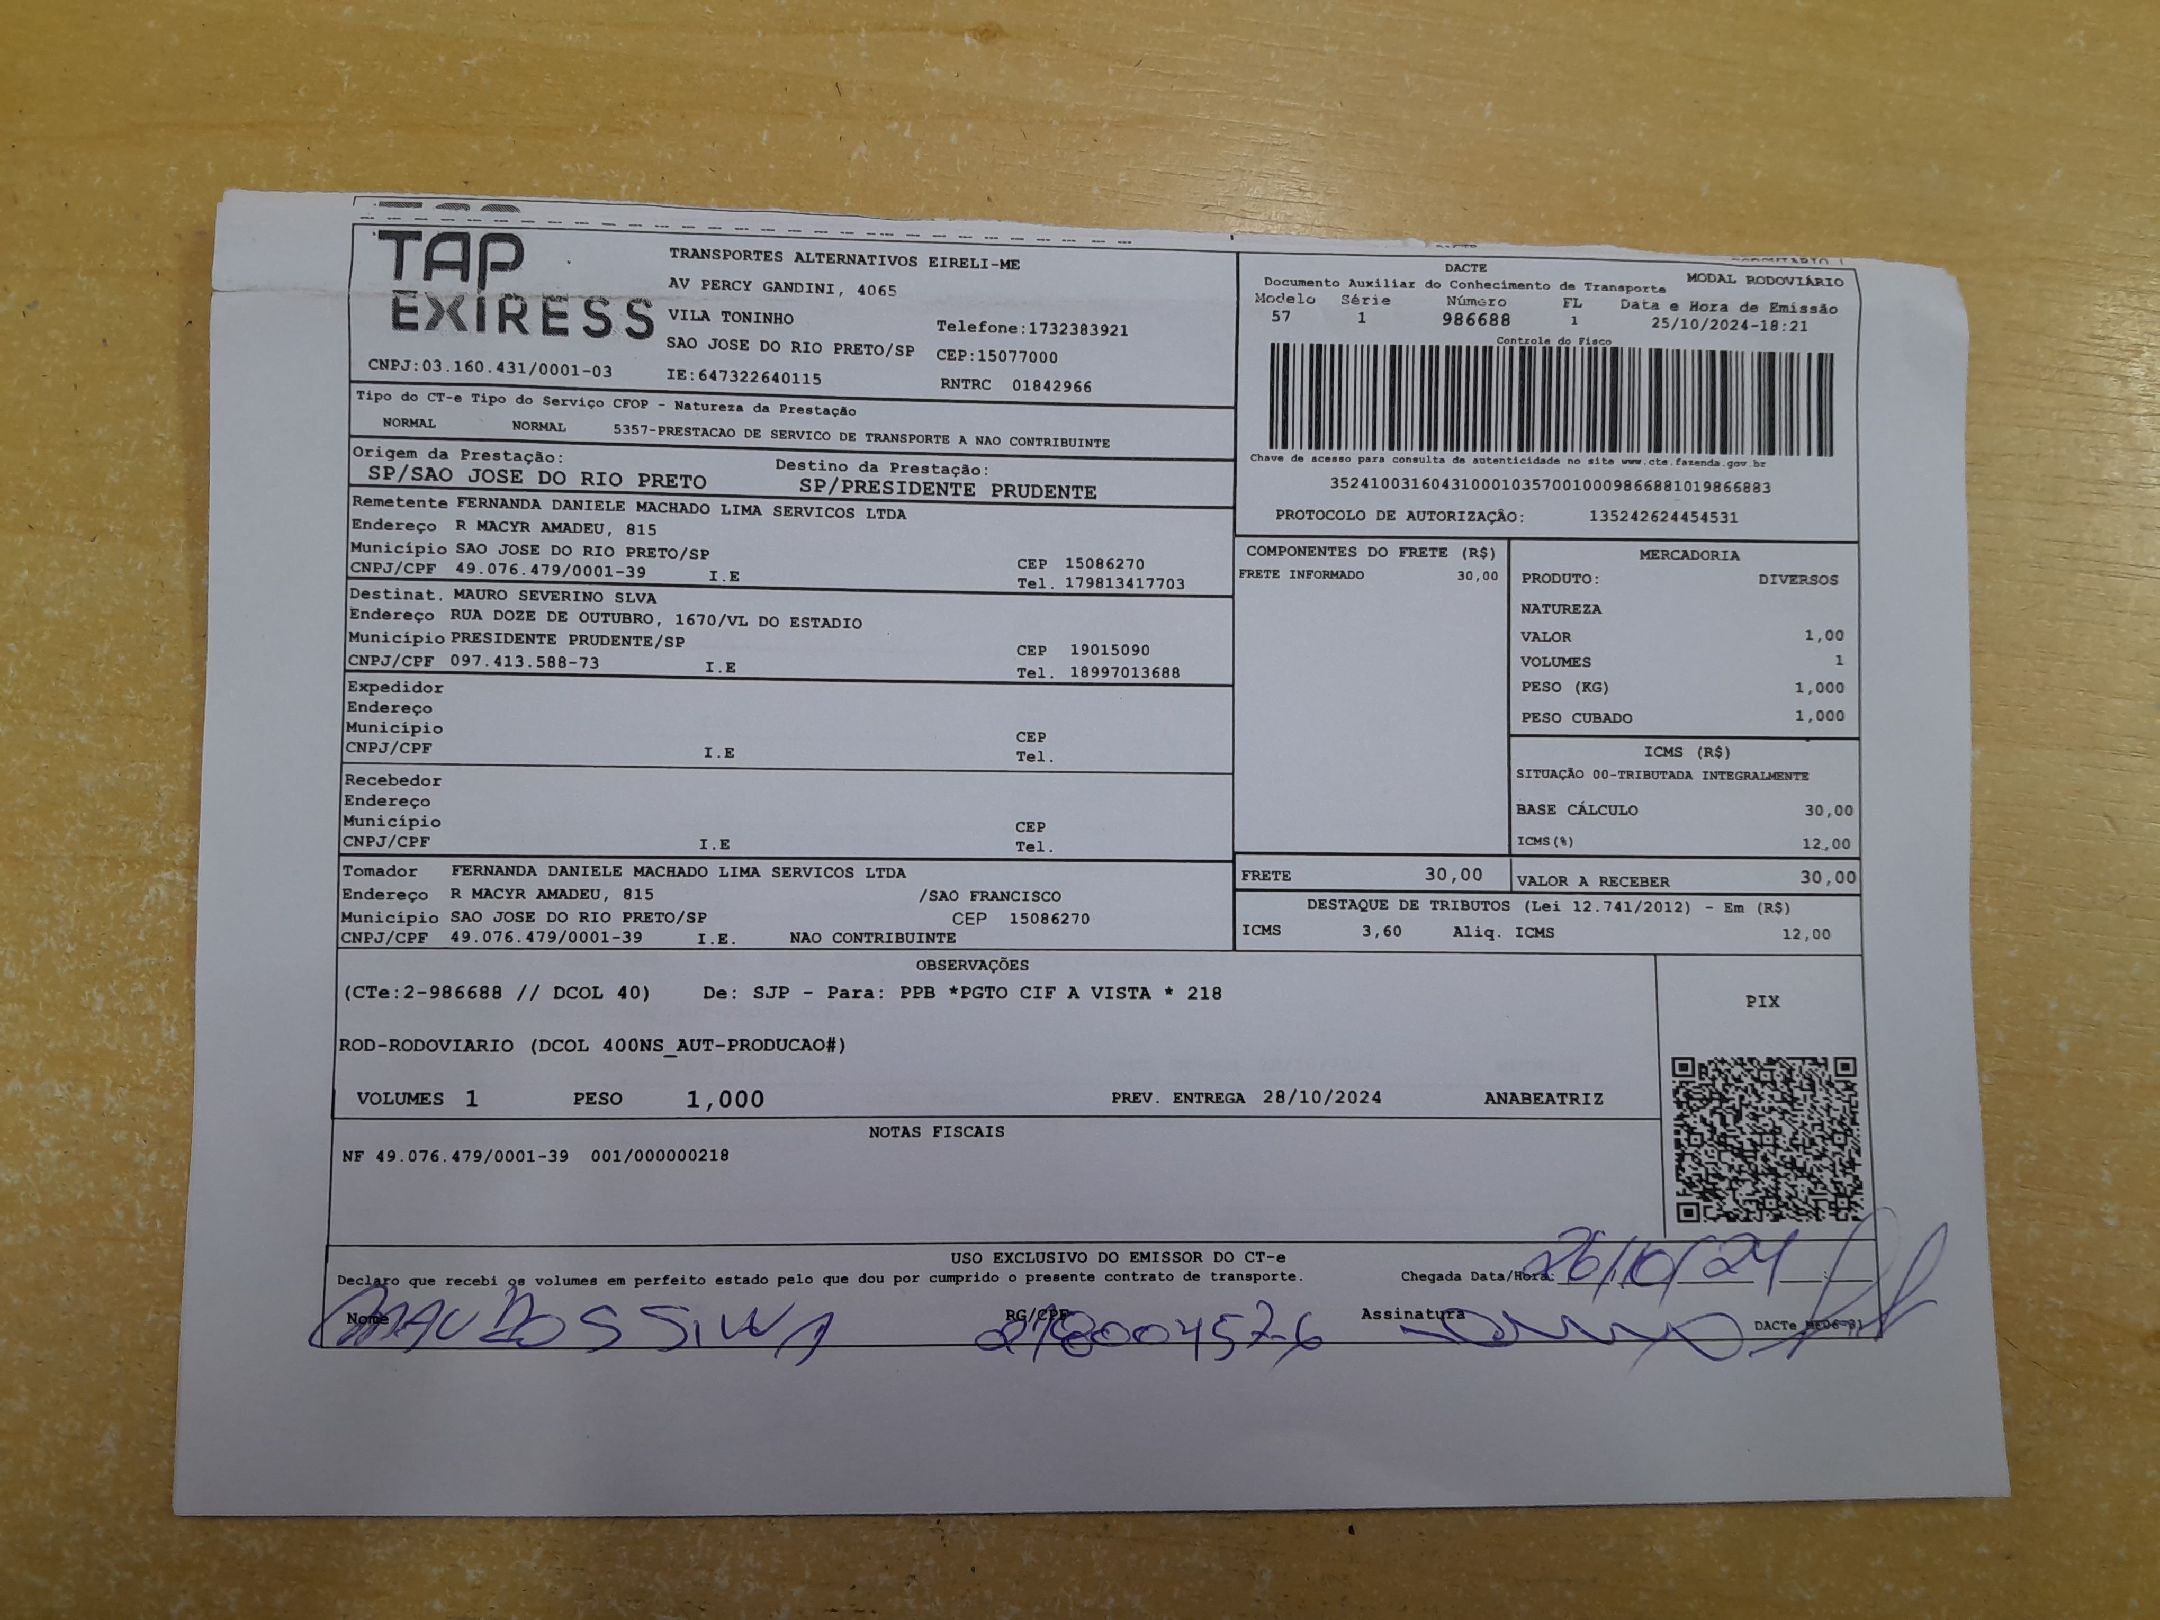 TAP
EXPRESS
TRANSPORTES ALTERNATIVOS EIRELI-ME
AV PERCY GANDINI, 4065
VILA TONINHO
Telefone:1732383921
SAO JOSE DO RIO PRETO/SP CEP:15077000
CNPJ:03.160.431/0001-03 IE:647322640115 RNTRC 01842966
DACTE
MODAL RODOVIÁRIO
Documento Auxiliar do Conhecimento de Transporte
Modelo Série Número FL Data e Hora de Emissão
57 1 986688 1 25/10/2024-18:21
Controle do Fisco
Chave de acesso para consulta de autenticidade no site www.cte.fazenda.gov.br
35241003160431000103570010009866881019866883
PROTOCOLO DE AUTORIZAÇÃO: 135242624454531
Tipo do CT-e Tipo do Serviço CFOP - Natureza da Prestação
NORMAL NORMAL 5357-PRESTACAO DE SERVICO DE TRANSPORTE A NAO CONTRIBUINTE
Origem da Prestação: Destino da Prestação:
SP/SAO JOSE DO RIO PRETO SP/PRESIDENTE PRUDENTE
Remetente FERNANDA DANIELE MACHADO LIMA SERVICOS LTDA
Endereço R MACYR AMADEU, 815
Município SAO JOSE DO RIO PRETO/SP CEP 15086270
CNPJ/CPF 49.076.479/0001-39 I.E Tel. 179813417703
Destinat. MAURO SEVERINO SLVA
Endereço RUA DOZE DE OUTUBRO, 1670/VL DO ESTADIO
Município PRESIDENTE PRUDENTE/SP CEP 19015090
CNPJ/CPF 097.413.588-73 I.E Tel. 18997013688
Expedidor
Endereço
Município CEP
CNPJ/CPF I.E Tel.
Recebedor
Endereço
Município CEP
CNPJ/CPF I.E Tel.
Tomador FERNANDA DANIELE MACHADO LIMA SERVICOS LTDA
Endereço R MACYR AMADEU, 815 /SAO FRANCISCO
Município SAO JOSE DO RIO PRETO/SP CEP 15086270
CNPJ/CPF 49.076.479/0001-39 I.E. NAO CONTRIBUINTE
COMPONENTES DO FRETE (R$)
FRETE INFORMADO 30,00
MERCADORIA
PRODUTO: DIVERSOS
NATUREZA
VALOR 1,00
VOLUMES 1
PESO (KG) 1,000
PESO CUBADO 1,000
ICMS (R$)
SITUAÇÃO 00-TRIBUTADA INTEGRALMENTE
BASE CÁLCULO 30,00
ICMS(%) 12,00
FRETE 30,00 VALOR A RECEBER 30,00
DESTAQUE DE TRIBUTOS (Lei 12.741/2012) - Em (R$)
ICMS 3,60 Aliq. ICMS 12,00
OBSERVAÇÕES
(CTe:2-986688 // DCOL 40) De: SJP - Para: PPB *PGTO CIF A VISTA * 218
ROD-RODOVIARIO (DCOL 400NS_AUT-PRODUCAO#)
VOLUMES 1 PESO 1,000 PREV. ENTREGA 28/10/2024 ANABEATRIZ
PIX
NOTAS FISCAIS
NF 49.076.479/0001-39 001/000000218
USO EXCLUSIVO DO EMISSOR DO CT-e
Declaro que recebi os volumes em perfeito estado pelo que dou por cumprido o presente contrato de transporte. Chegada Data/Hora: 26/10/24
Nome RG/CPF Assinatura
DACTe